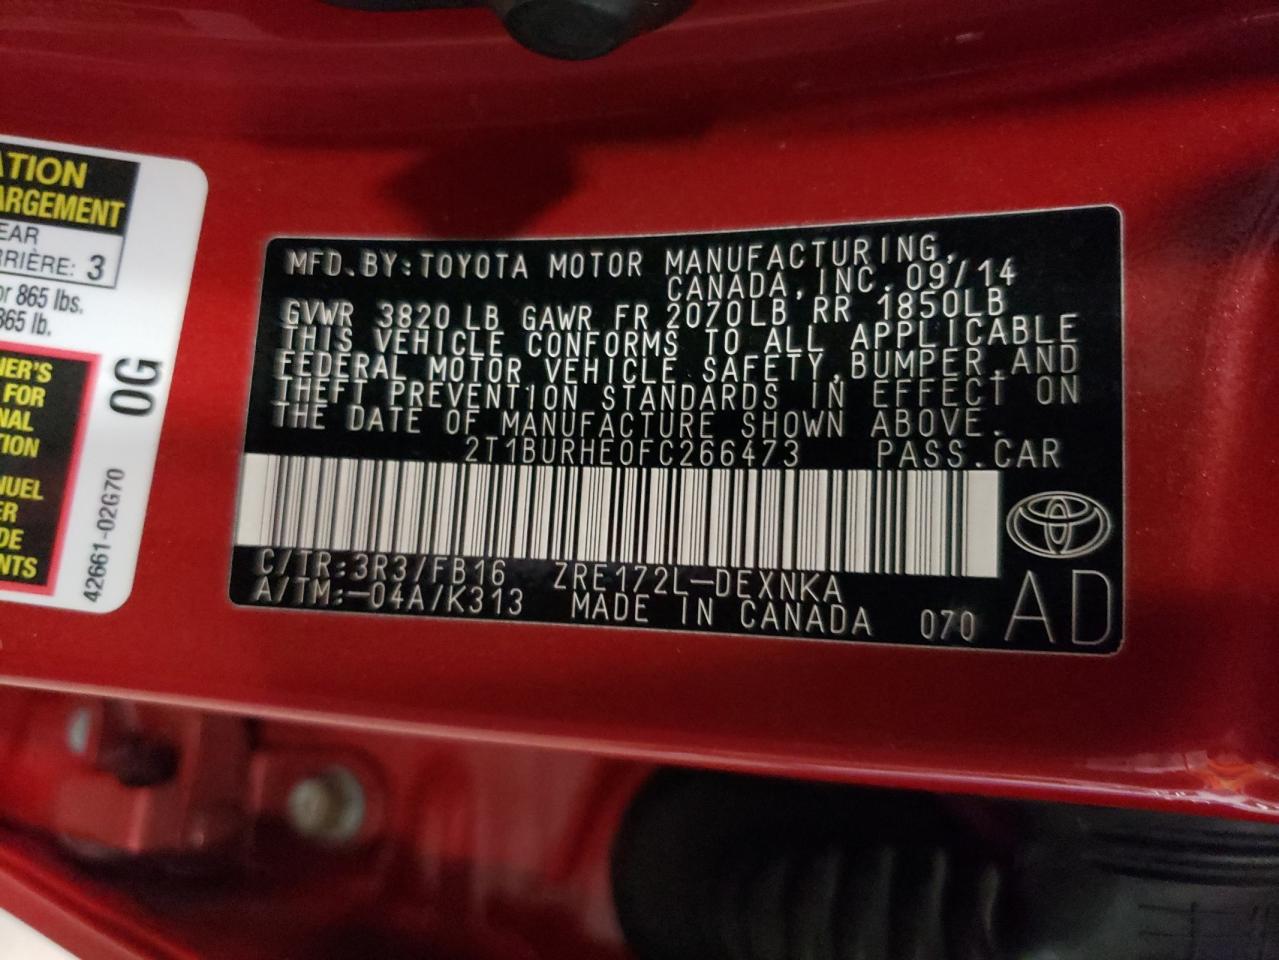 ATION
ARGEMENT
EAR
RRIÈRE: 3
or 865 lbs.
865 lb.
NER'S
FOR
NAL
TION
NUEL
ER
DE
ENTS
0G
42661-02G70
MFD.BY:TOYOTA MOTOR MANUFACTURING,
CANADA,INC.09/14
GVWR 3820 LB GAWR FR 2070LB RR 1850LB
THIS VEHICLE CONFORMS TO ALL APPLICABLE
FEDERAL MOTOR VEHICLE SAFETY,BUMPER,AND
THEFT PREVENTION STANDARDS IN EFFECT ON
THE DATE OF MANUFACTURE SHOWN ABOVE.
2T1BURHE0FC266473 PASS.CAR
C/TR:3R3/FB16 ZRE172L-DEXNKA
A/TM:-04A/K313 MADE IN CANADA 070 AD